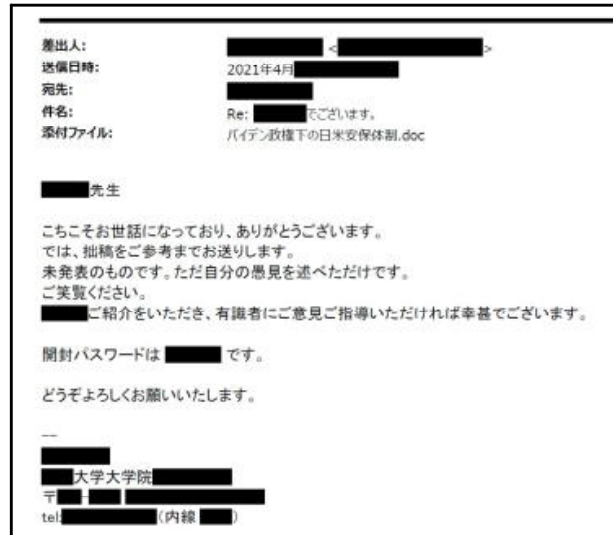 差出人: < >
送信日時: 2021年4月
宛先:
件名: Re: でございます。
添付ファイル: バイデン政権下の日米安保体制.doc
先生
こちこそお世話になっており、ありがとうございます。
では、拙稿をご参考までお送りします。
未発表のものです。ただ自分の愚見を述べただけです。
ご笑覧ください。
ご紹介をいただき、有識者にご意見ご指導いただければ幸甚でございます。
開封パスワードは です。
どうぞよろしくお願いいたします。
--
大学大学院
〒 -
tel: (内線 )